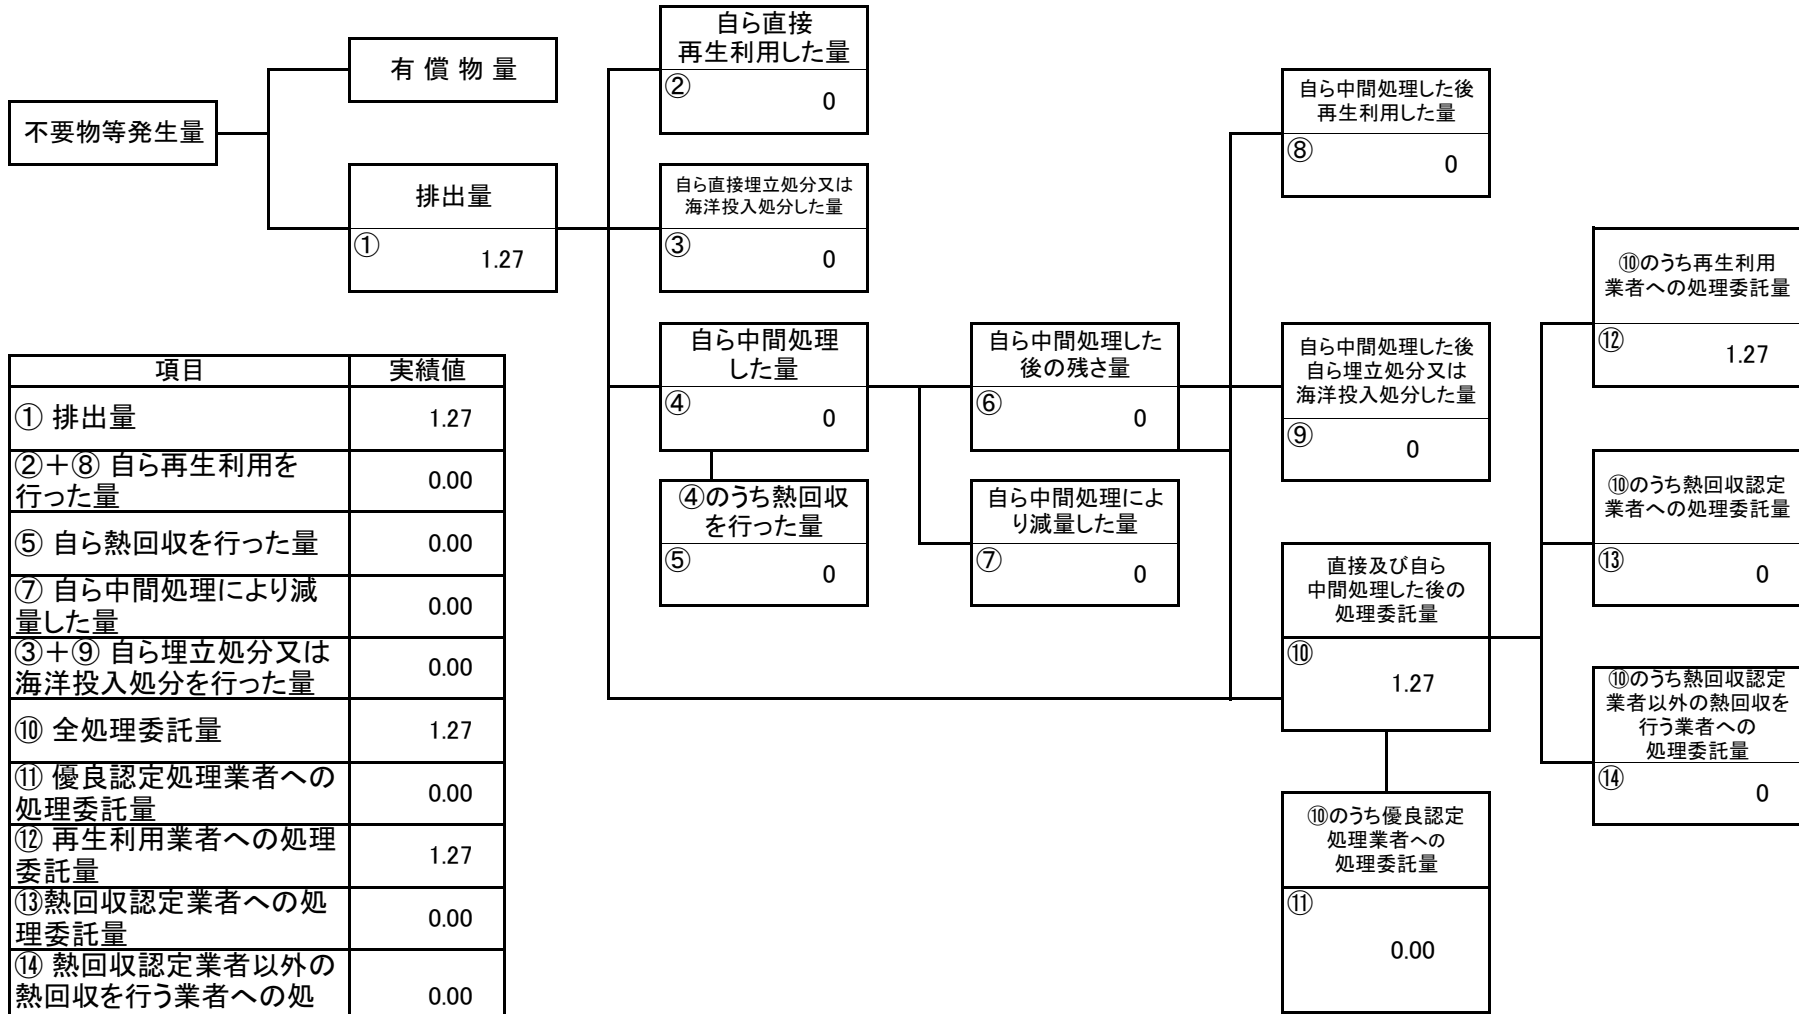 不要物等発生量
有 償 物 量
排出量
①
1.27
自ら直接
再生利用した量
②
0
自ら直接埋立処分又は
海洋投入処分した量
③
0
自ら中間処理
した量
④
0
④のうち熱回収
を行った量
⑤
0
自ら中間処理した
後の残さ量
⑥
0
自ら中間処理によ
り減量した量
⑦
0
自ら中間処理した後
再生利用した量
⑧
0
自ら中間処理した後
自ら埋立処分又は
海洋投入処分した量
⑨
0
直接及び自ら
中間処理した後の
処理委託量
⑩
1.27
⑩のうち優良認定
処理業者への
処理委託量
⑪
0.00
⑩のうち再生利用
業者への処理委託量
⑫
1.27
⑩のうち熱回収認定
業者への処理委託量
⑬
0
⑩のうち熱回収認定
業者以外の熱回収を
行う業者への
処理委託量
⑭
0
項目 実績値
① 排出量 1.27
②+⑧ 自ら再生利用を
行った量 0.00
⑤ 自ら熱回収を行った量 0.00
⑦ 自ら中間処理により減
量した量 0.00
③+⑨ 自ら埋立処分又は
海洋投入処分を行った量 0.00
⑩ 全処理委託量 1.27
⑪ 優良認定処理業者への
処理委託量 0.00
⑫ 再生利用業者への処理
委託量 1.27
⑬熱回収認定業者への処
理委託量 0.00
⑭ 熱回収認定業者以外の
熱回収を行う業者への処 0.00